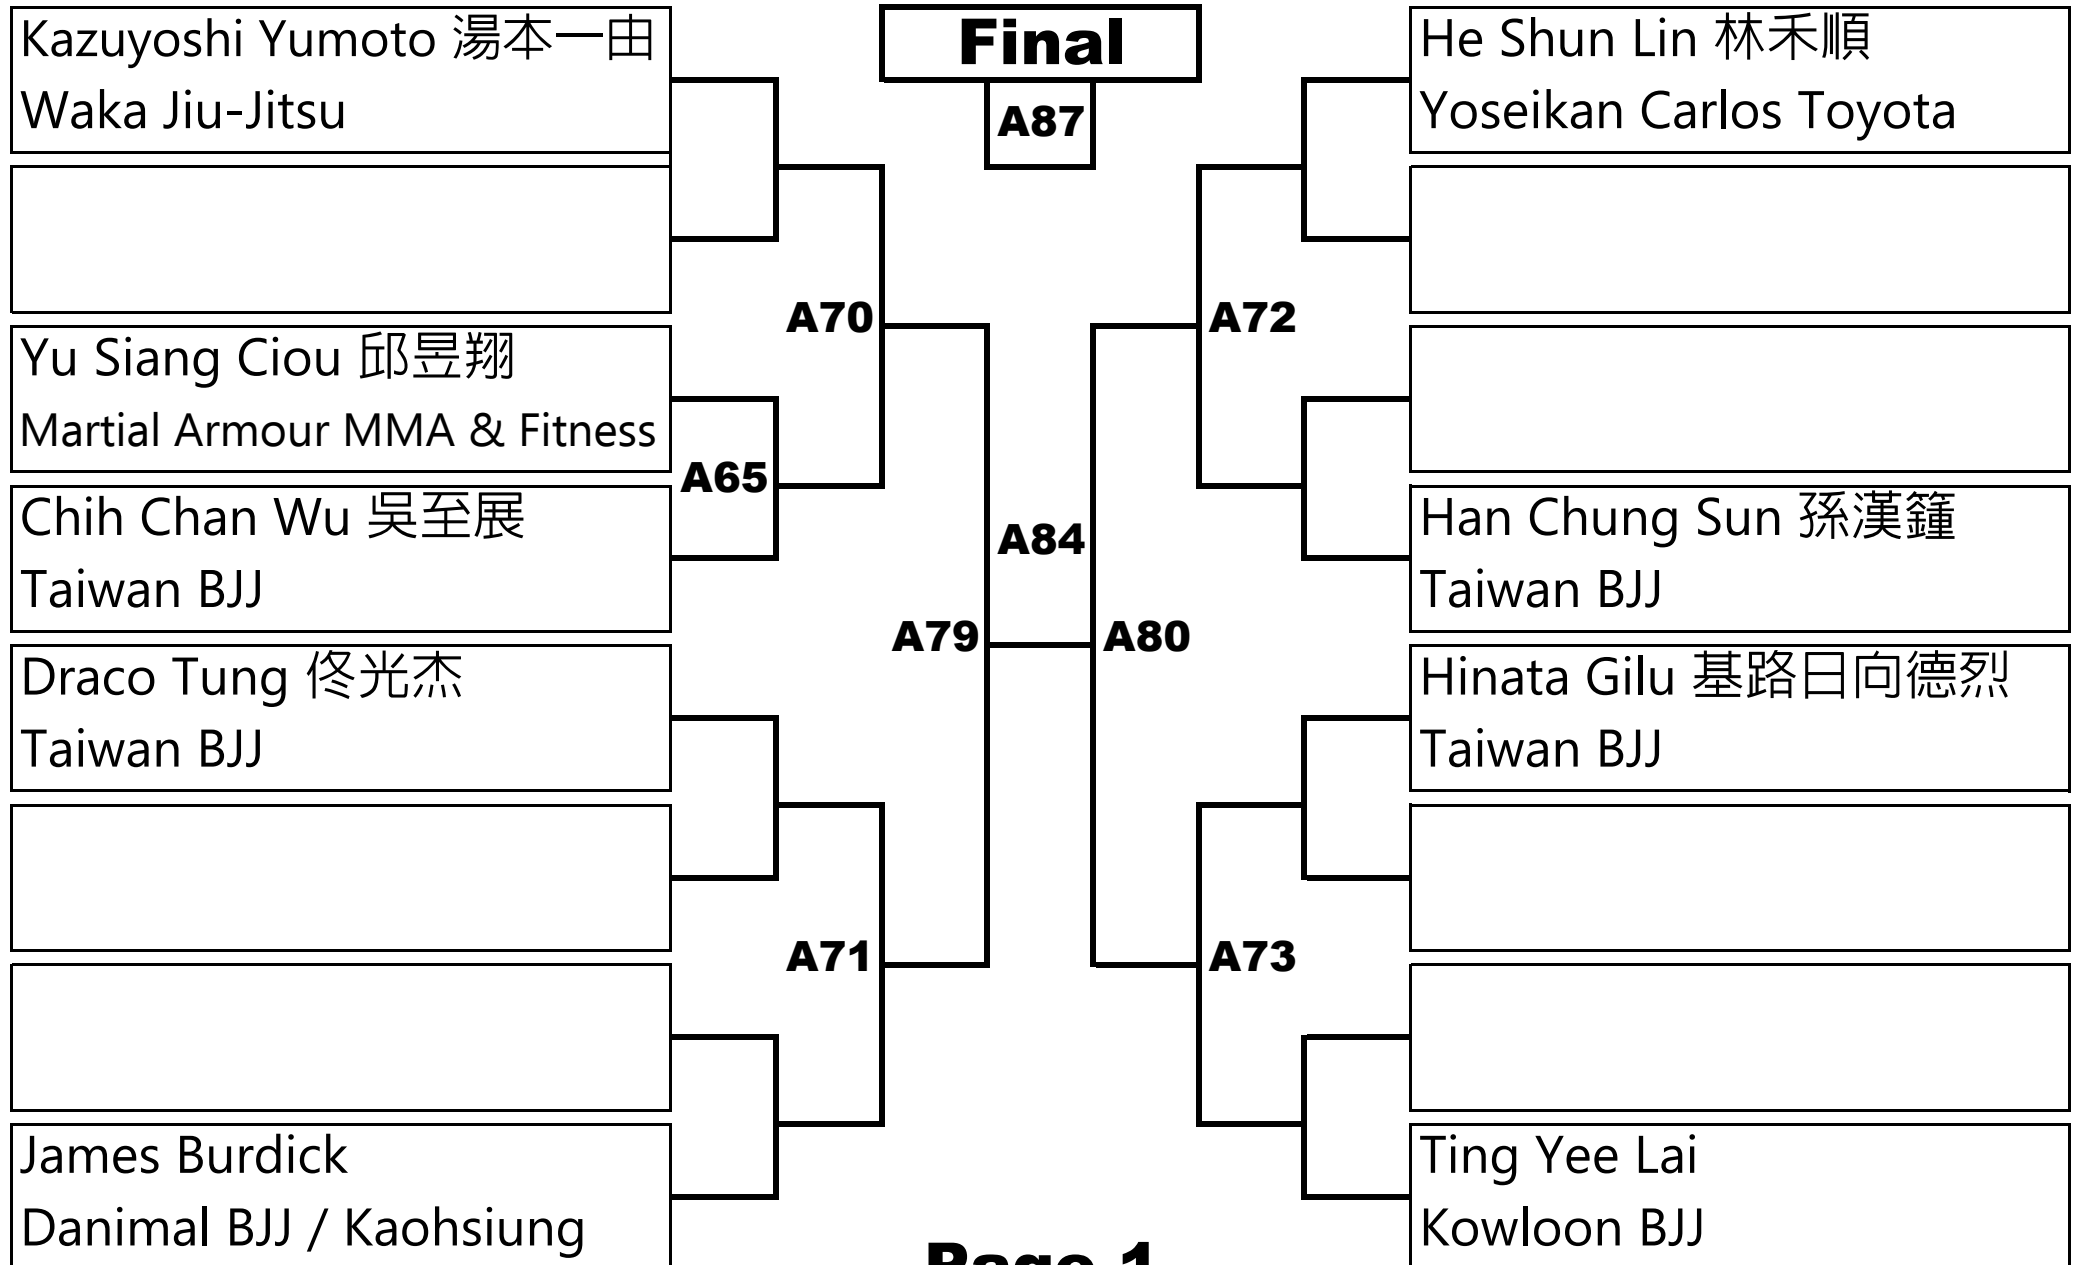 Kazuyoshi Yumoto 湯本一由
Waka Jiu-Jitsu
Final
A87
He Shun Lin 林禾順
Yoseikan Carlos Toyota
A70
A72
Yu Siang Ciou 邱昱翔
Martial Armour MMA & Fitness
A65
Chih Chan Wu 吳至展
Taiwan BJJ
A84
Han Chung Sun 孫漢鍾
Taiwan BJJ
A79
A80
Draco Tung 佟光杰
Taiwan BJJ
Hinata Gilu 基路日向德烈
Taiwan BJJ
A71
A73
James Burdick
Danimal BJJ / Kaohsiung
Ting Yee Lai
Kowloon BJJ
Page 1